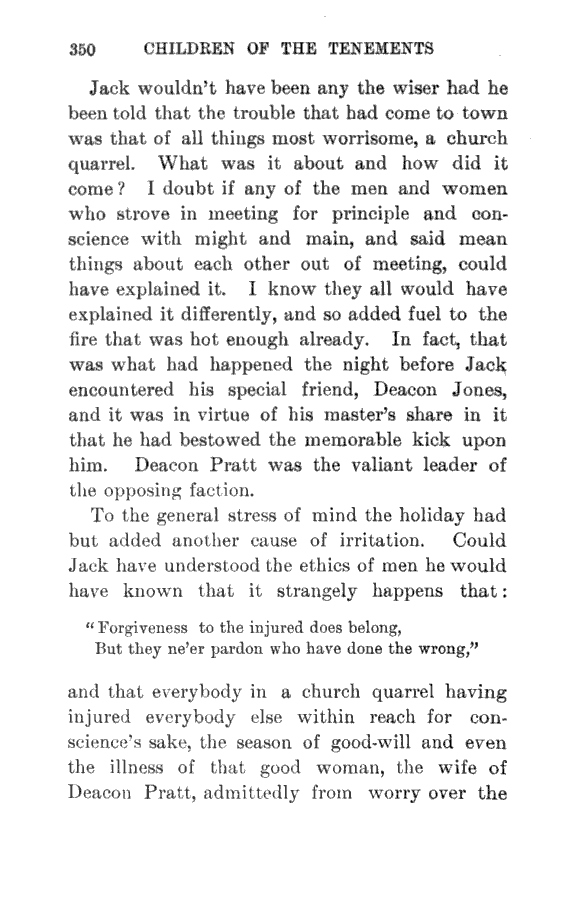 350 CHILDREN OF THE TENEMENTS
Jack wouldn't have been any the wiser had he
been told that the trouble that had come to town
was that of all things most worrisome, a church
quarrel. What was it about and how did it
come? I doubt if any of the men and women
who strove in meeting for principle and con-
science with might and main, and said mean
things about each other out of meeting, could
have explained it. I know they all would have
explained it differently, and so added fuel to the
fire that was hot enough already. In fact, that
was what had happened the night before Jack
encountered his special friend, Deacon Jones,
and it was in virtue of his master's share in it
that he had bestowed the memorable kick upon
him. Deacon Pratt was the valiant leader of
the opposing faction.
To the general stress of mind the holiday had
but added another cause of irritation. Could
Jack have understood the ethics of men he would
have known that it strangely happens that:
"Forgiveness to the injured does belong,
But they ne'er pardon who have done the wrong,"
and that everybody in a church quarrel having
injured everybody else within reach for con-
science's sake, the season of good-will and even
the illness of that good woman, the wife of
Deacon Pratt, admittedly from worry over the